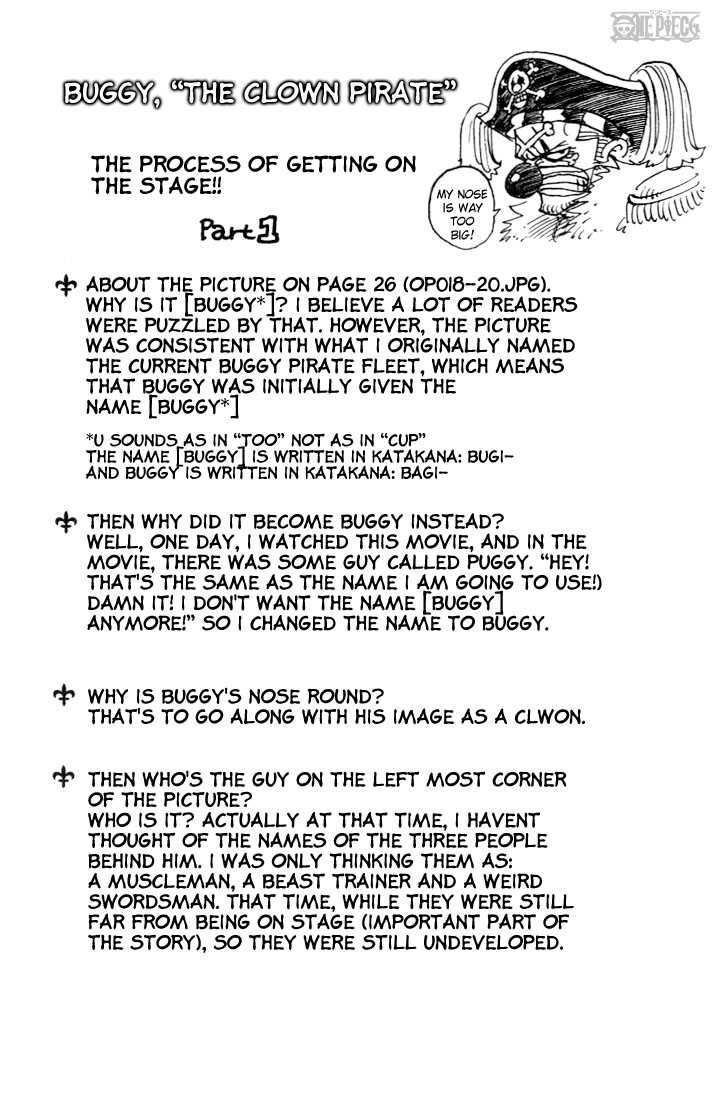 ONE PIECE
BUGGY, “THE CLOWN PIRATE”
THE PROCESS OF GETTING ON
THE STAGE!!
Part 1
MY NOSE
IS WAY
TOO
BIG!
ABOUT THE PICTURE ON PAGE 26 (OP018-20.JPG).
WHY IS IT [BUGGY*]? I BELIEVE A LOT OF READERS
WERE PUZZLED BY THAT. HOWEVER, THE PICTURE
WAS CONSISTENT WITH WHAT I ORIGINALLY NAMED
THE CURRENT BUGGY PIRATE FLEET, WHICH MEANS
THAT BUGGY WAS INITIALLY GIVEN THE
NAME [BUGGY*]
*U SOUNDS AS IN “TOO” NOT AS IN “CUP”
THE NAME [BUGGY] IS WRITTEN IN KATAKANA: BUGI-
AND BUGGY IS WRITTEN IN KATAKANA: BAGI-
THEN WHY DID IT BECOME BUGGY INSTEAD?
WELL, ONE DAY, I WATCHED THIS MOVIE, AND IN THE
MOVIE, THERE WAS SOME GUY CALLED PUGGY. “HEY!
THAT'S THE SAME AS THE NAME I AM GOING TO USE!)
DAMN IT! I DON'T WANT THE NAME [BUGGY]
ANYMORE!” SO I CHANGED THE NAME TO BUGGY.
WHY IS BUGGY'S NOSE ROUND?
THAT'S TO GO ALONG WITH HIS IMAGE AS A CLWON.
THEN WHO'S THE GUY ON THE LEFT MOST CORNER
OF THE PICTURE?
WHO IS IT? ACTUALLY AT THAT TIME, I HAVENT
THOUGHT OF THE NAMES OF THE THREE PEOPLE
BEHIND HIM. I WAS ONLY THINKING THEM AS:
A MUSCLEMAN, A BEAST TRAINER AND A WEIRD
SWORDSMAN. THAT TIME, WHILE THEY WERE STILL
FAR FROM BEING ON STAGE (IMPORTANT PART OF
THE STORY), SO THEY WERE STILL UNDEVELOPED.